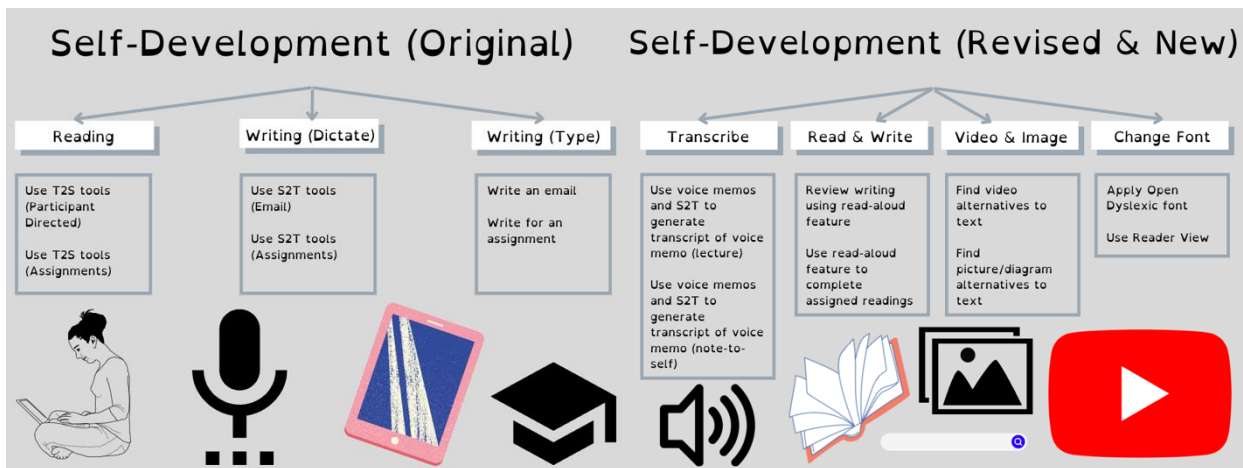 Self-Development (Original)
Reading
Use T2S tools
(Participant
Directed)
Use T2S tools
(Assignments)
Writing (Dictate)
Use S2T tools
(Email)
Use S2T tools
(Assignments)
Writing (Type)
Write an email
Write for an
assignment
Self-Development (Revised & New)
Transcribe
Use voice memos
and S2T to
generate
transcript of voice
memo (lecture)
Use voice memos
and S2T to
generate
transcript of voice
memo (note-to-
self)
Read & Write
Review writing
using read-aloud
feature
Use read-aloud
feature to
complete
assigned readings
Video & Image
Find video
alternatives to
text
Find
picture/diagram
alternatives to
text
Change Font
Apply Open
Dyslexic font
Use Reader View